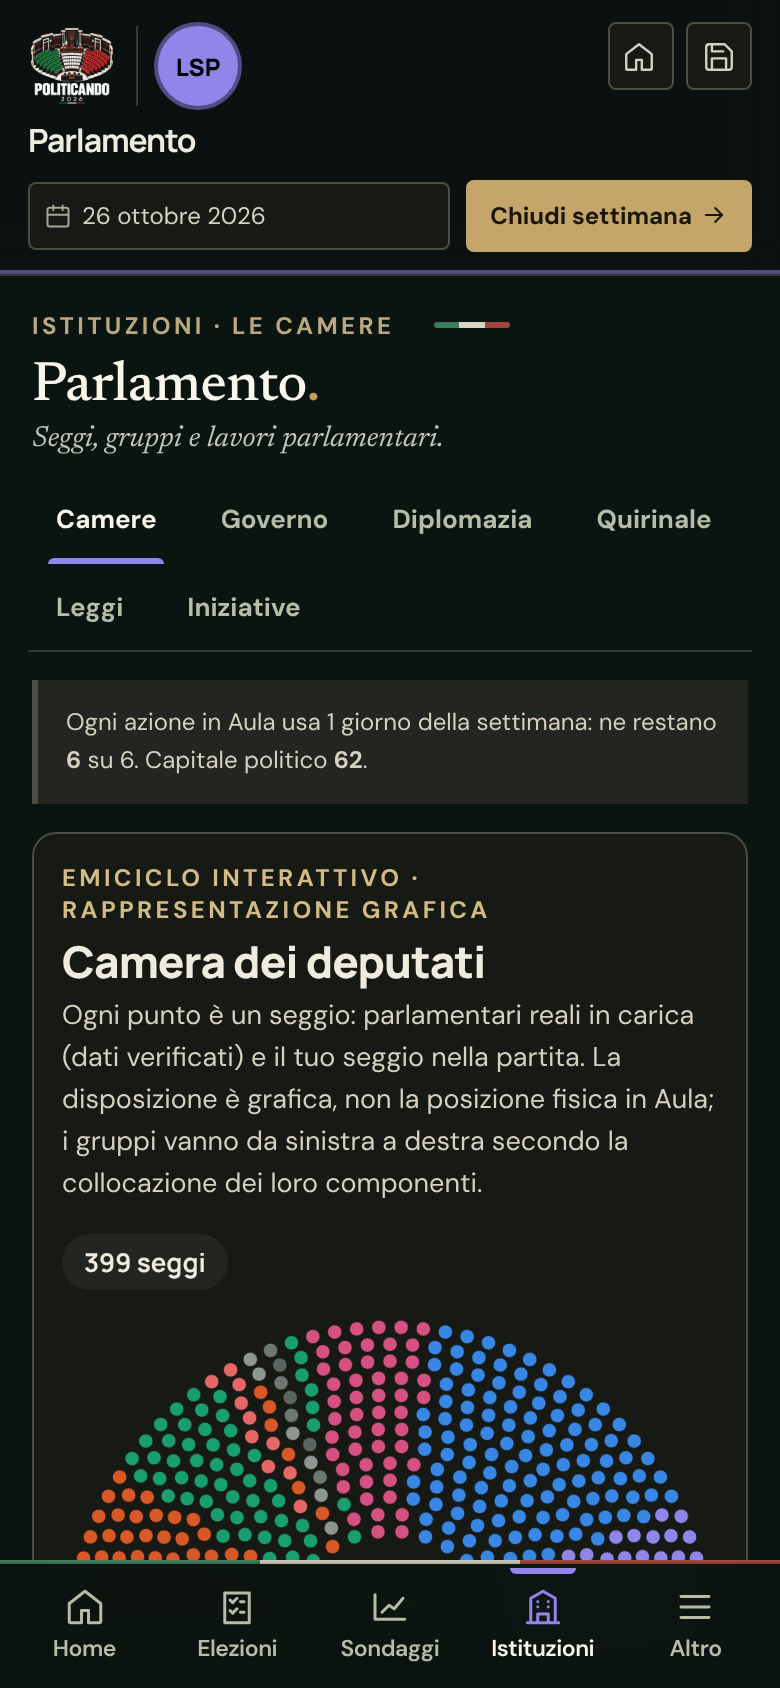 POLITICANDO
2026
LSP
Parlamento
26 ottobre 2026
Chiudi settimana →
ISTITUZIONI · LE CAMERE
Parlamento.
Seggi, gruppi e lavori parlamentari.
Camere Governo Diplomazia Quirinale
Leggi Iniziative
Ogni azione in Aula usa 1 giorno della settimana: ne restano
6 su 6. Capitale politico 62.
EMICICLO INTERATTIVO ·
RAPPRESENTAZIONE GRAFICA
Camera dei deputati
Ogni punto è un seggio: parlamentari reali in carica
(dati verificati) e il tuo seggio nella partita. La
disposizione è grafica, non la posizione fisica in Aula;
i gruppi vanno da sinistra a destra secondo la
collocazione dei loro componenti.
399 seggi
Home Elezioni Sondaggi Istituzioni Altro